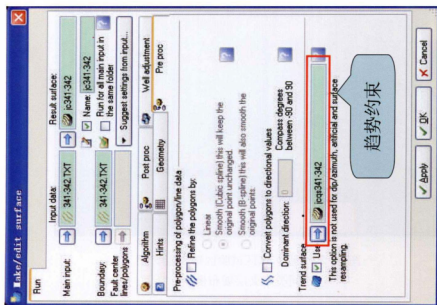 Make/edit surface
Run
Input data:
Result surface:
Main input:
341-342.TXT
jc341-342
Name: jc341-342
Boundary:
341-342.TXT
Run for all main input in
the same folder
Fault center
lines/polygons
Suggest settings from input...
Algorithm
Post proc
Well adjustment
Hints
Geometry
Pre proc
Pre-processing of polygon/line data
Refine the polygons by:
Linear
Smooth (Cubic spline) this will keep the
original point unchanged.
Smooth (B-spline) this will also smooth the
original points.
Convert polygons to directional values
Dominant direction:
0
Compass degrees
between -90 and 90
Trend surface
Use
jcqs341-342
This option is not used for dip/azimuth, artificial and surface
resampling.
趋势约束
Apply
OK
Cancel